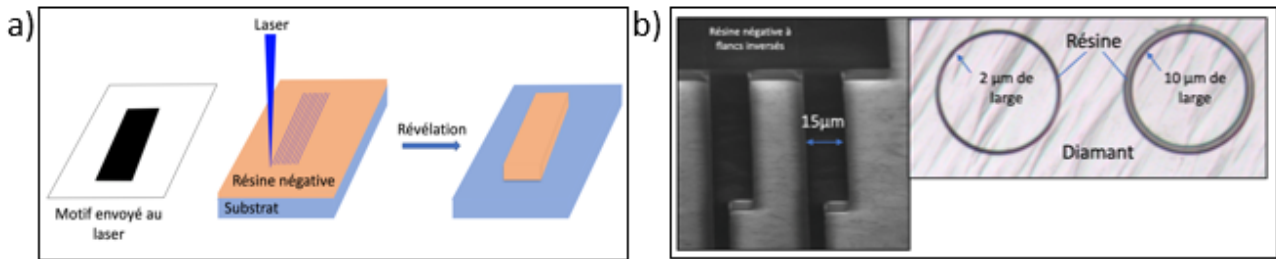 a)
Laser
Révélation
Résine négative
Substrat
Motif envoyé au
laser
b)
Résine négative à
flancs inversés
15µm
Résine
2 µm de
large
10 µm de
large
Diamant